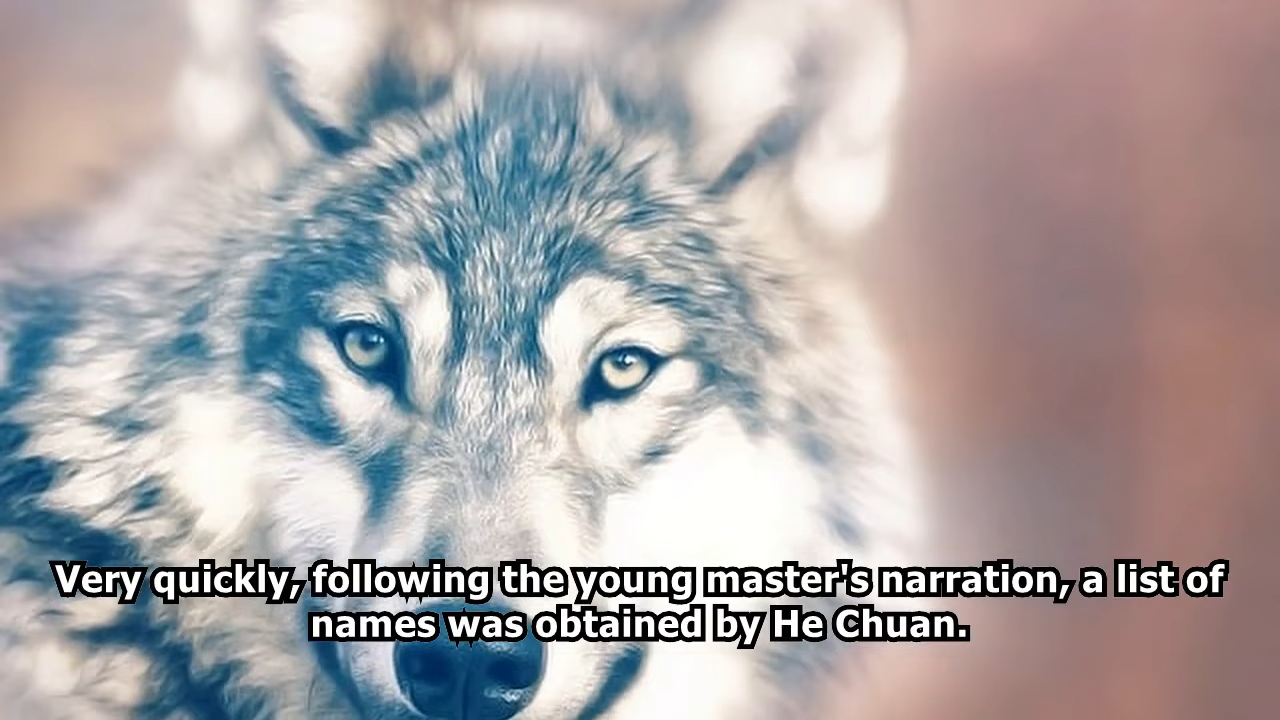 Very quickly, following the young master's narration, a list of
names was obtained by He Chuan.